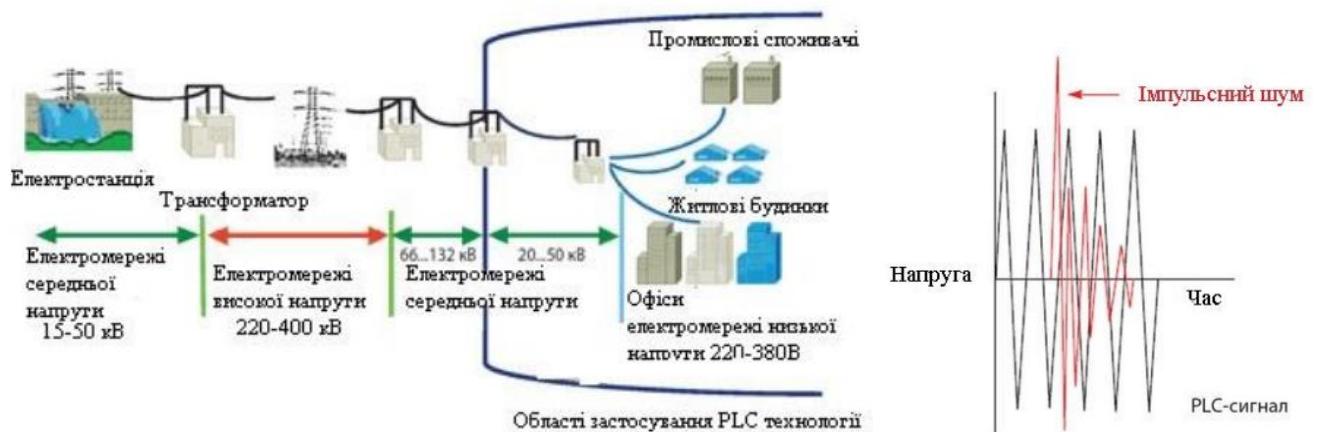 Промислові споживачі
Електростанція
Трансформатор
Житлові будинки
66...132 кВ
20...50 кВ
Електромережі
середньої
напруги
15-50 кВ
Електромережі
високої напруги
220-400 кВ
Електромережі
середньої напруги
Офіси
електромережі низької
напруги 220-380В
Області застосування PLC технології
Імпульсний шум
Напруга
Час
PLC-сигнал